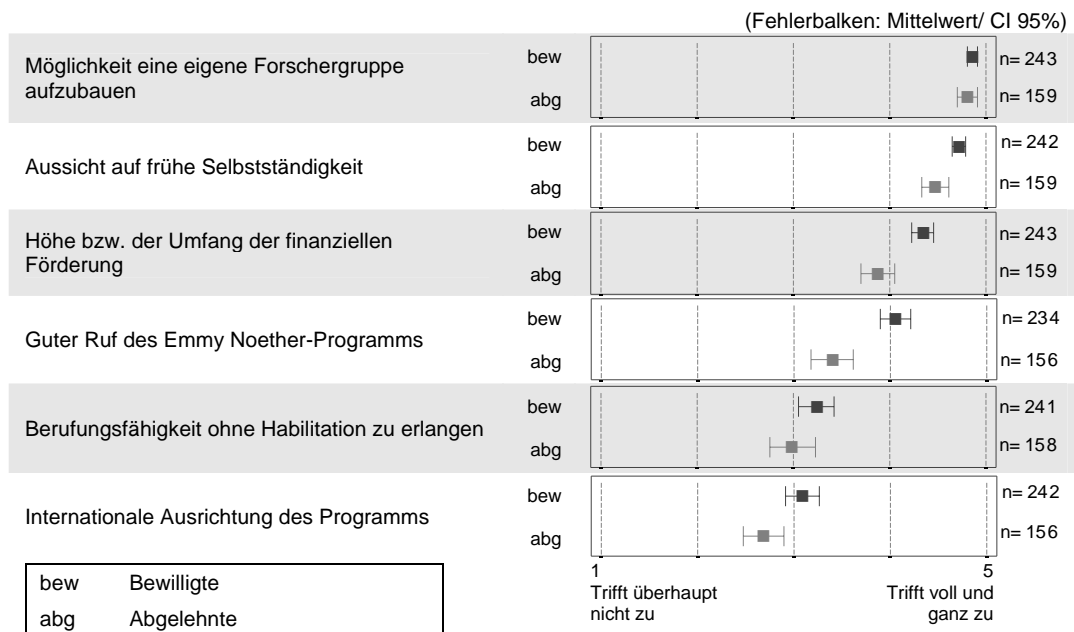 (Fehlerbalken: Mittelwert/ CI 95%)
Möglichkeit eine eigene Forschergruppe
aufzubauen
bew
n= 243
abg
n= 159
Aussicht auf frühe Selbstständigkeit
bew
n= 242
abg
n= 159
Höhe bzw. der Umfang der finanziellen
Förderung
bew
n= 243
abg
n= 159
Guter Ruf des Emmy Noether-Programms
bew
n= 234
abg
n= 156
Berufungsfähigkeit ohne Habilitation zu erlangen
bew
n= 241
abg
n= 158
Internationale Ausrichtung des Programms
bew
n= 242
abg
n= 156
1
5
Trifft überhaupt
nicht zu
Trifft voll und
ganz zu
bew Bewilligte
abg Abgelehnte